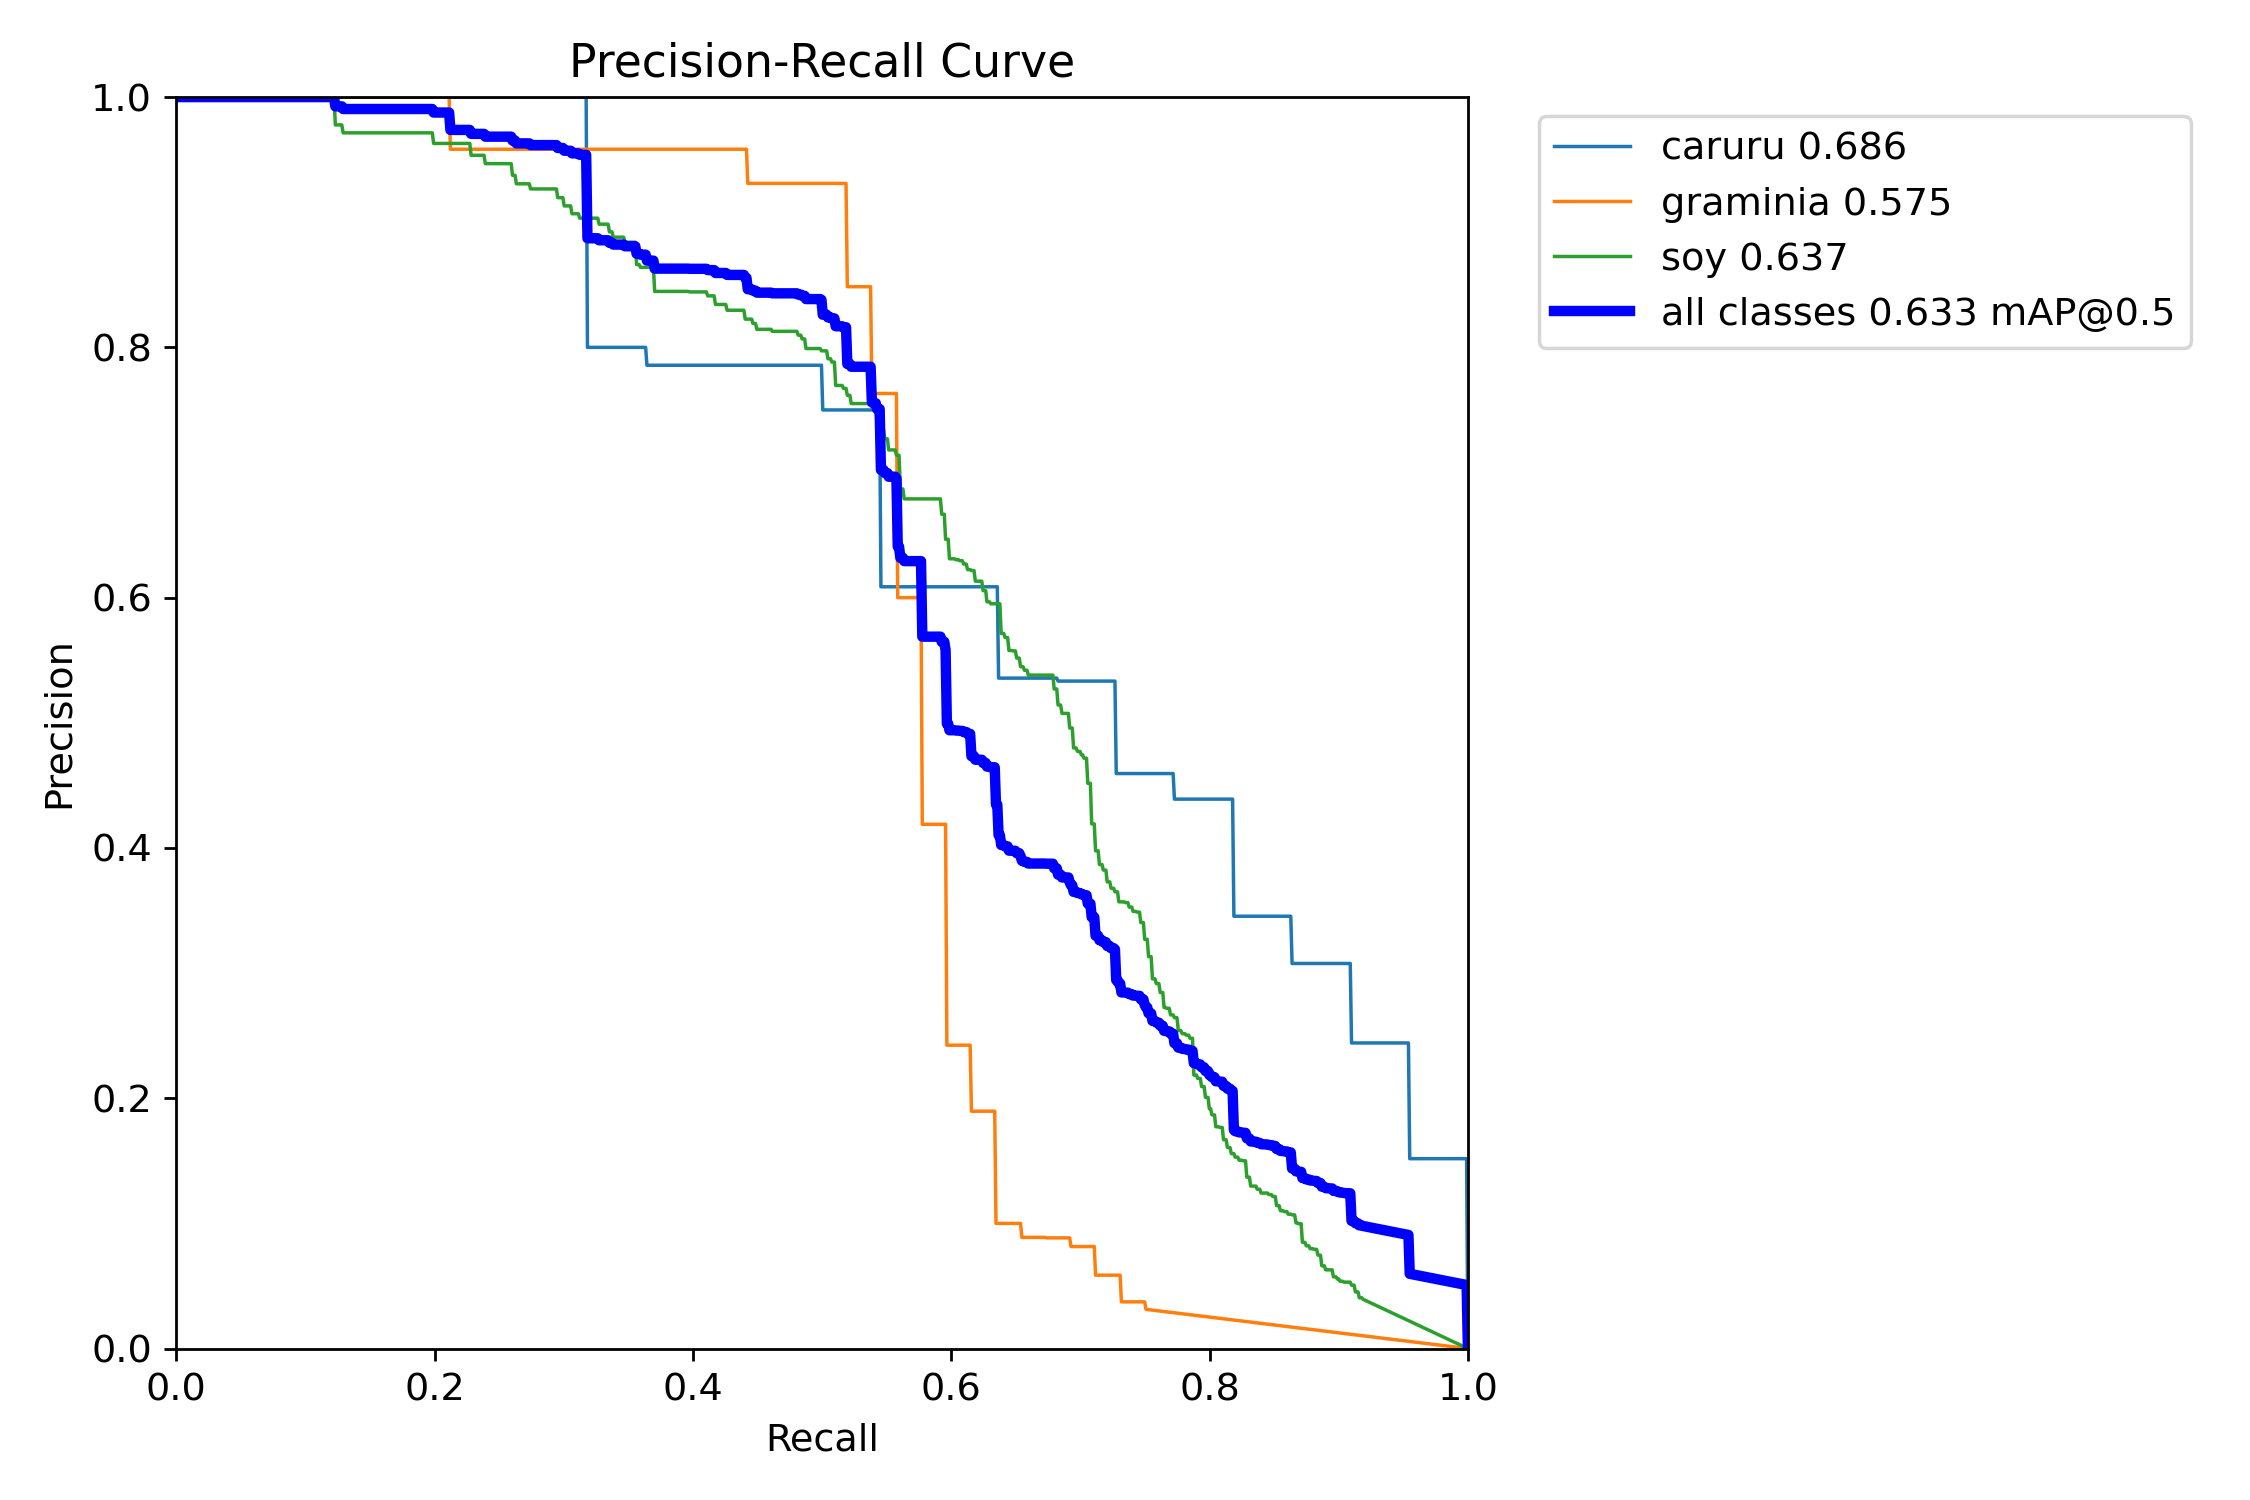 Precision-Recall Curve
1.0
0.8
0.6
0.4
0.2
0.0
Precision
0.0 0.2 0.4 0.6 0.8 1.0
Recall
caruru 0.686
graminia 0.575
soy 0.637
all classes 0.633 mAP@0.5